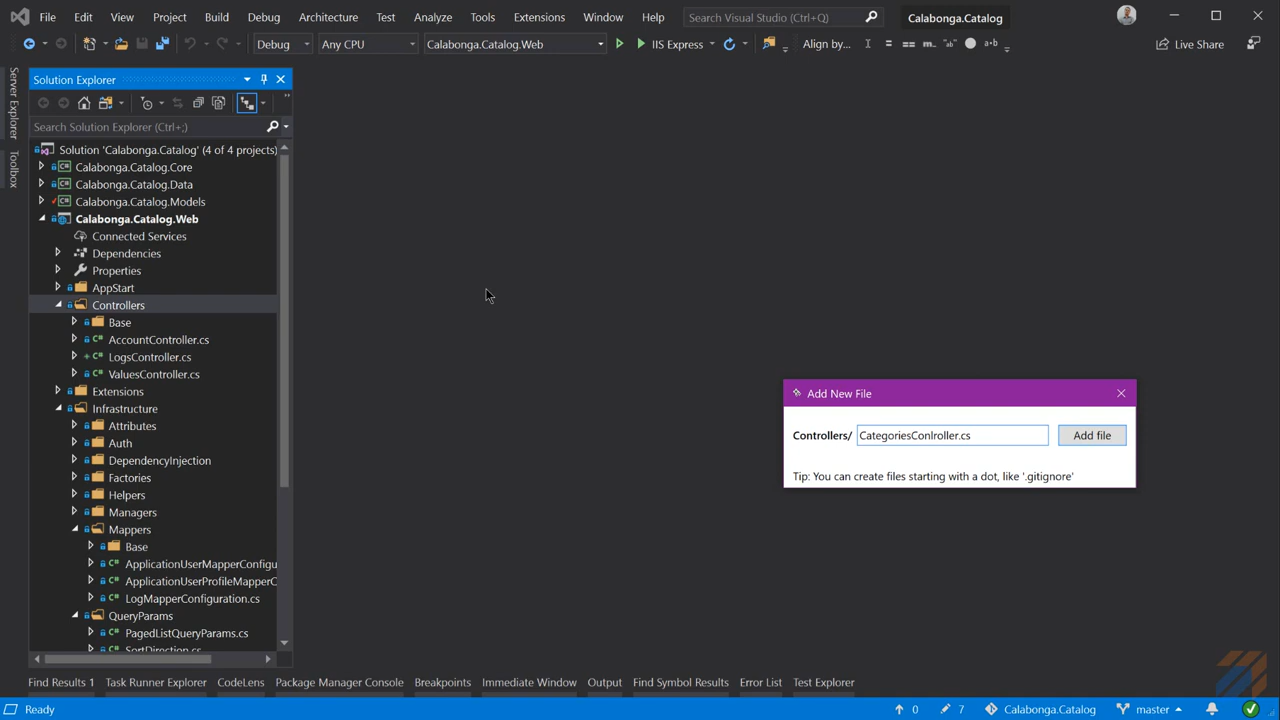 File Edit View Project Build Debug Architecture Test Analyze Tools Extensions Window Help Search Visual Studio (Ctrl+Q) Calabonga.Catalog
Debug Any CPU Calabonga.Catalog.Web IIS Express Align by... Live Share
Server Explorer
Toolbox
Solution Explorer
Search Solution Explorer (Ctrl+;)
Solution 'Calabonga.Catalog' (4 of 4 projects)
Calabonga.Catalog.Core
Calabonga.Catalog.Data
Calabonga.Catalog.Models
Calabonga.Catalog.Web
Connected Services
Dependencies
Properties
AppStart
Controllers
Base
AccountController.cs
LogsController.cs
ValuesController.cs
Extensions
Infrastructure
Attributes
Auth
DependencyInjection
Factories
Helpers
Managers
Mappers
Base
ApplicationUserMapperConfigu
ApplicationUserProfileMapperC
LogMapperConfiguration.cs
QueryParams
PagedListQueryParams.cs
SortDirection.cs
Add New File
Controllers/ CategoriesConlroller.cs Add file
Tip: You can create files starting with a dot, like '.gitignore'
Find Results 1 Task Runner Explorer CodeLens Package Manager Console Breakpoints Immediate Window Output Find Symbol Results Error List Test Explorer
Ready 0 7 Calabonga.Catalog master